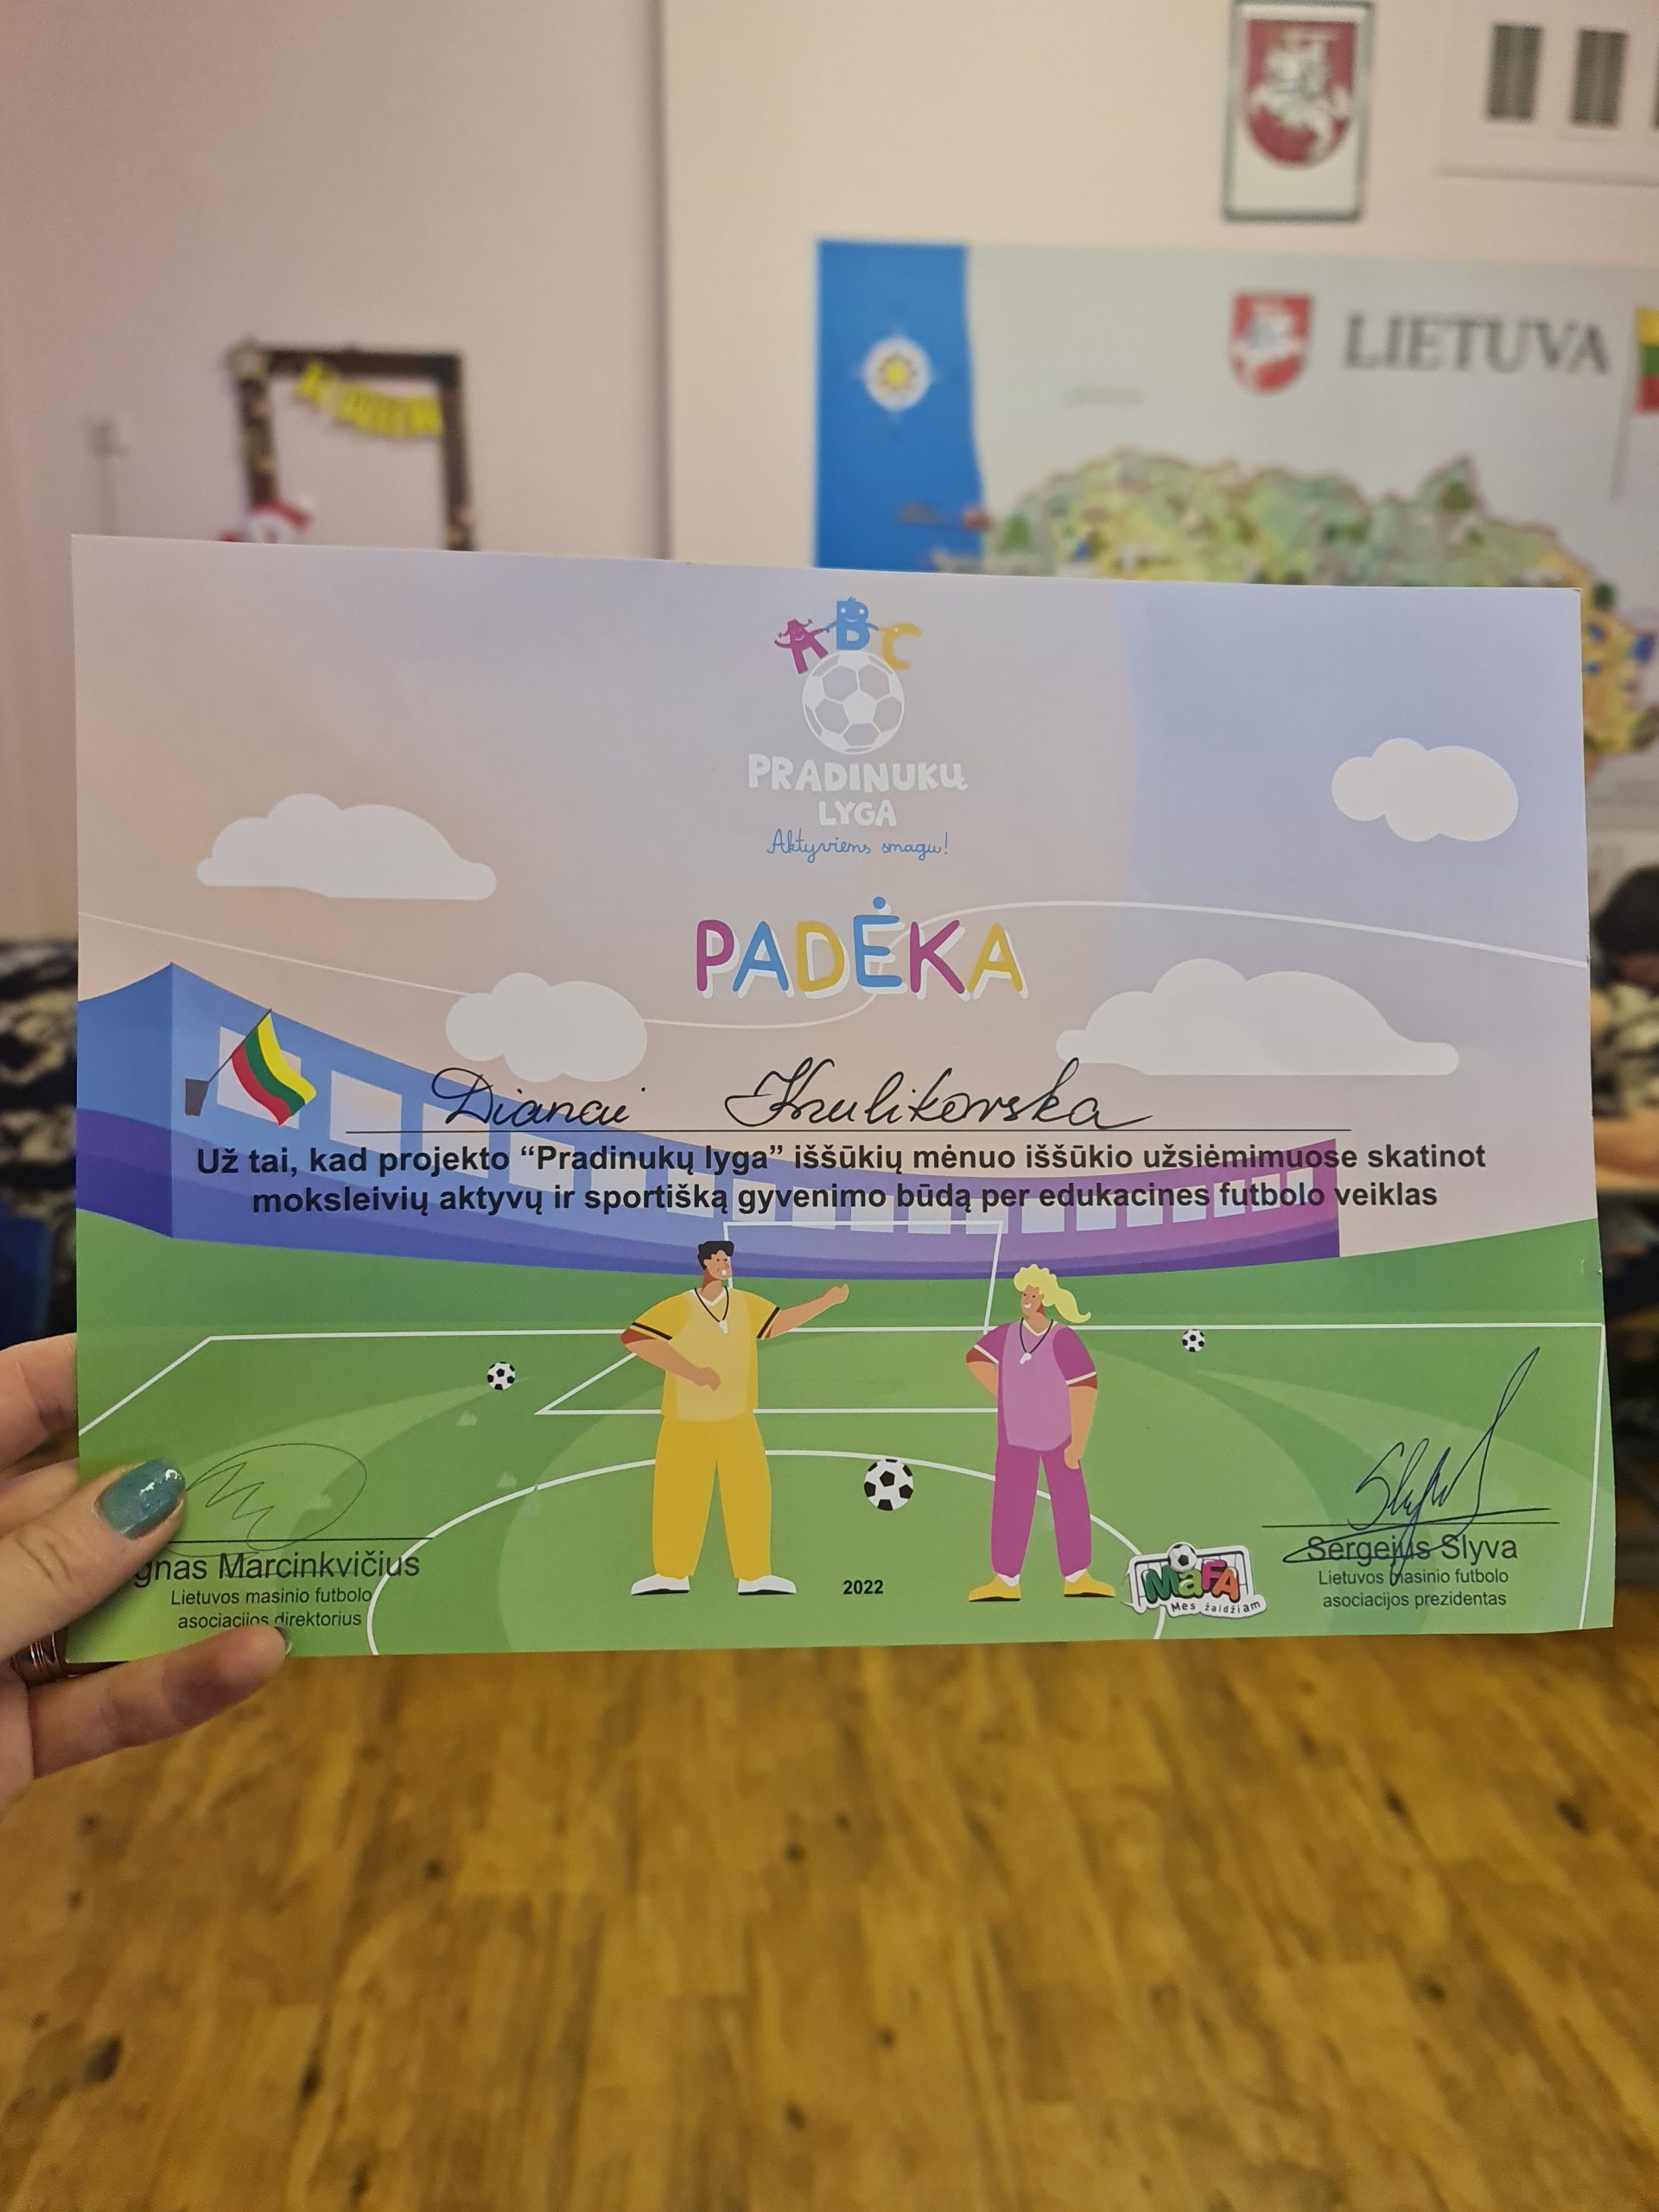 LIETUVA
ABC
PRADINUKŲ
LYGA
Aktyviems smagu!
PADĖKA
Dianai Kulikovska
Už tai, kad projekto “Pradinukų lyga” iššūkių mėnuo iššūkio užsiėmimuose skatinot
moksleivių aktyvų ir sportišką gyvenimo būdą per edukacines futbolo veiklas
gnas Marcinkvičius
Lietuvos masinio futbolo
asociacijos direktorius
2022
MaFA
Mes žaidžiam
Sergejus Slyva
Lietuvos masinio futbolo
asociacijos prezidentas